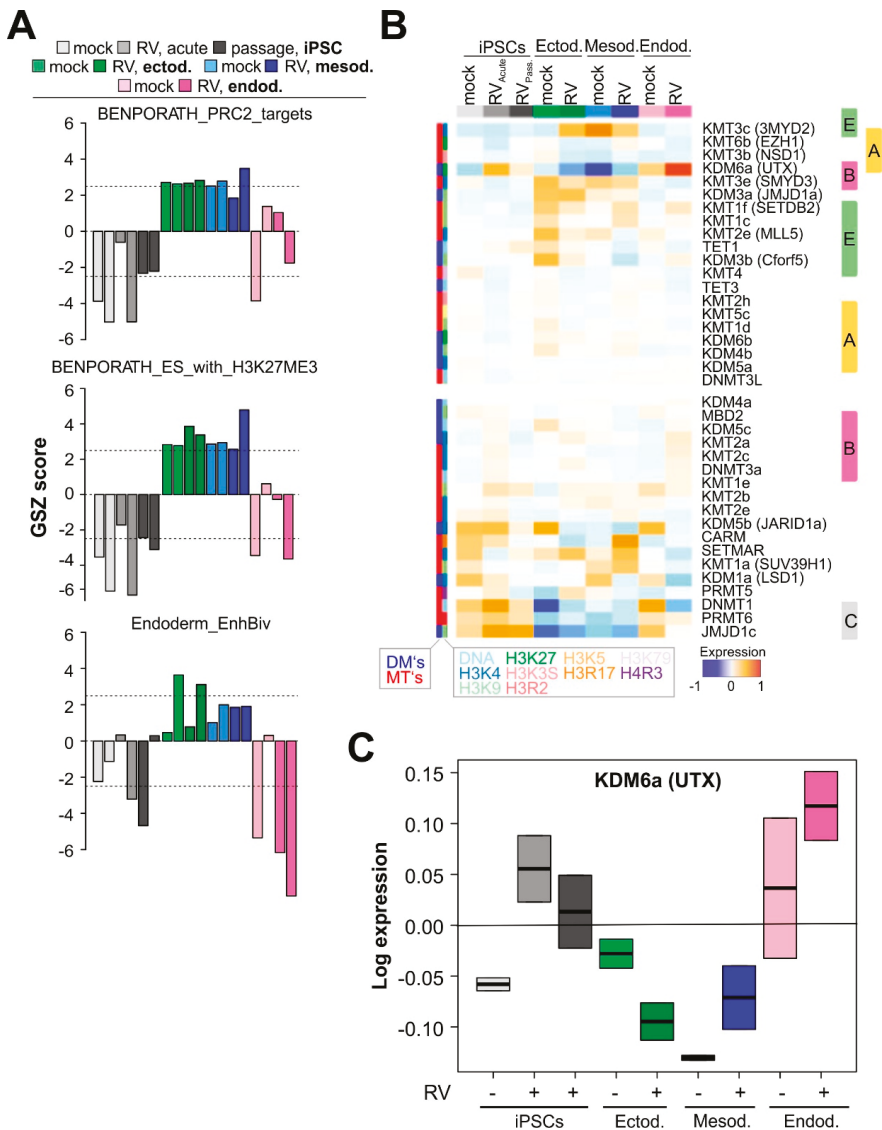 A
mock RV, acute passage, iPSC
mock RV, ectod. mock RV, mesod.
mock RV, endod.
BENPORATH_PRC2_targets
6
4
2
0
-2
-4
-6
BENPORATH_ES_with_H3K27ME3
6
4
2
0
-2
-4
-6
GSZ score
Endoderm_EnhBiv
6
4
2
0
-2
-4
-6
B
iPSCs Ectod. Mesod. Endod.
mock RV Acute RV Pass. mock RV mock RV mock RV
KMT3c (3MYD2)
KMT6b (EZH1)
KMT3b (NSD1)
KDM6a (UTX)
KMT3e (SMYD3)
KDM3a (JMJD1a)
KMT1f (SETDB2)
KMT1c
KMT2e (MLL5)
TET1
KDM3b (Cforf5)
KMT4
TET3
KMT2h
KMT5c
KMT1d
KDM6b
KDM4b
KDM5a
DNMT3L
KDM4a
MBD2
KDM5c
KMT2a
KMT2c
DNMT3a
KMT1e
KMT2b
KMT2e
KDM5b (JARID1a)
CARM
SETMAR
KMT1a (SUV39H1)
KDM1a (LSD1)
PRMT5
DNMT1
PRMT6
JMJD1c
E
A
B
E
A
B
C
DM's
MT's
DNA H3K27 H3K5 H3K79
H3K4 H3K3S H3R17 H4R3
H3K9 H3R2
Expression
-1 0 1
C
KDM6a (UTX)
Log expression
0.15
0.10
0.05
0.00
-0.05
-0.10
RV - + + - + - + - +
iPSCs Ectod. Mesod. Endod.